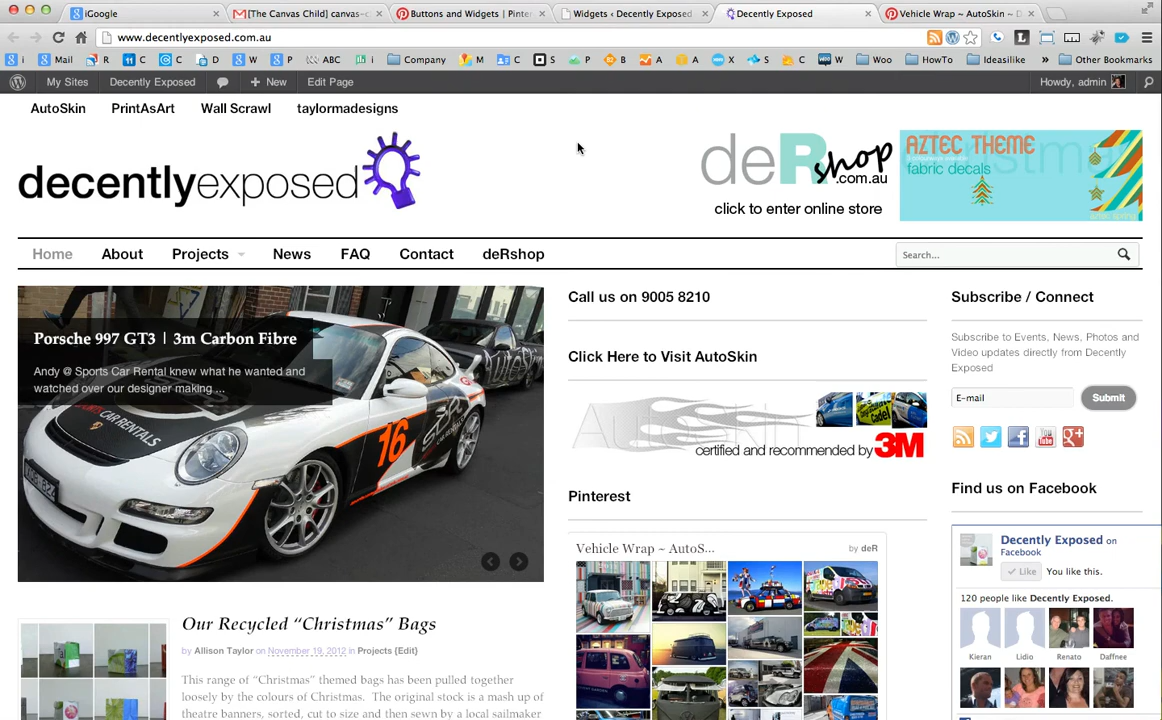 iGoogle
[The Canvas Child] canvas-c
Buttons and Widgets | Pinter
Widgets ‹ Decently Exposed
Decently Exposed
Vehicle Wrap ~ AutoSkin ~ D
www.decentlyexposed.com.au
i Mail R C C D W P ABC i Company M C S P B A A X S C W Woo HowTo Ideasilike » Other Bookmarks
My Sites Decently Exposed + New Edit Page Howdy, admin
AutoSkin PrintAsArt Wall Scrawl taylormadesigns
decentlyexposed
deRshop
.com.au
click to enter online store
AZTEC THEME
fabric decals
Home About Projects News FAQ Contact deRshop
Search...
Porsche 997 GT3 | 3m Carbon Fibre
Andy @ Sports Car Rental knew what he wanted and
watched over our designer making ...
CAR RENTALS
16
Call us on 9005 8210
Click Here to Visit AutoSkin
AutoSkin
certified and recommended by 3M
Pinterest
Vehicle Wrap ~ AutoS...
by deR
Subscribe / Connect
Subscribe to Events, News, Photos and
Video updates directly from Decently
Exposed
E-mail
Submit
Find us on Facebook
Decently Exposed on
Facebook
Like You like this.
120 people like Decently Exposed.
Kieran Lidio Renato Daffnee
Our Recycled “Christmas” Bags
by Allison Taylor on November 19, 2012 in Projects {Edit}
This range of “Christmas” themed bags has been pulled together
loosely by the colours of Christmas. The original stock is a mash up of
theatre banners, sorted, cut to size and then sewn by a local sailmaker